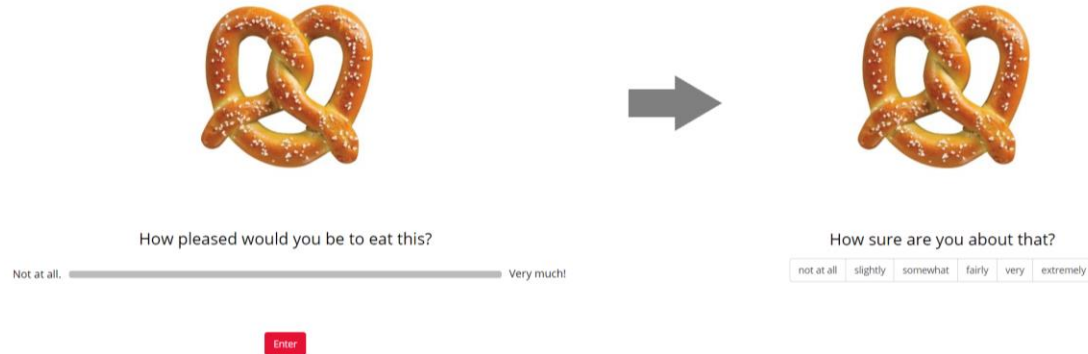 How pleased would you be to eat this?
Not at all. Very much!
Enter
How sure are you about that?
not at all slightly somewhat fairly very extremely